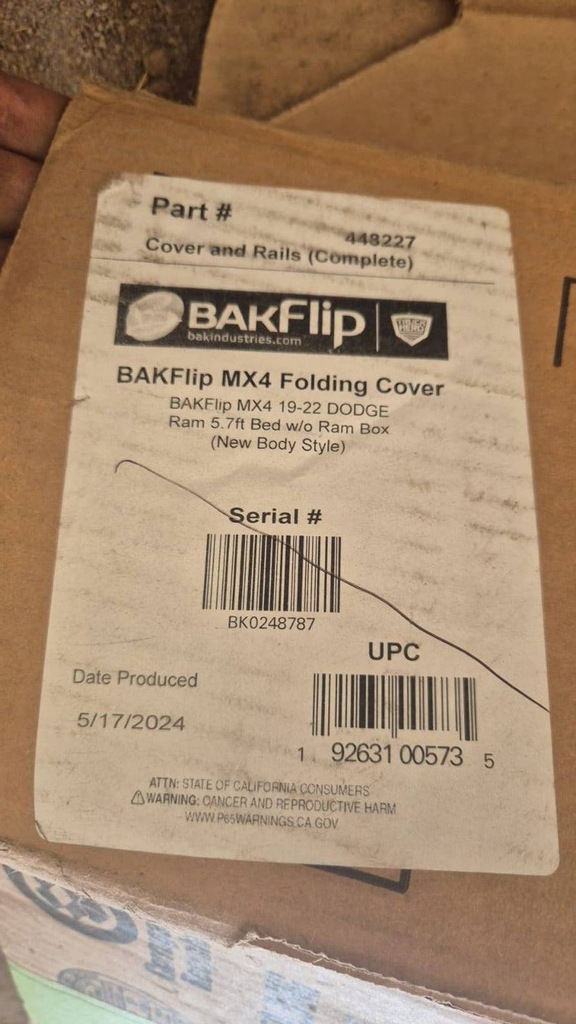 Part #
448227
Cover and Rails (Complete)
BAKFlip
TRUCK HERO
bakindustries.com
BAKFlip MX4 Folding Cover
BAKFlip MX4 19-22 DODGE
Ram 5.7ft Bed w/o Ram Box
(New Body Style)
Serial #
BK0248787
UPC
Date Produced
5/17/2024
1 92631 00573 5
ATTN: STATE OF CALIFORNIA CONSUMERS
⚠WARNING: CANCER AND REPRODUCTIVE HARM
WWW.P65WARNINGS.CA.GOV